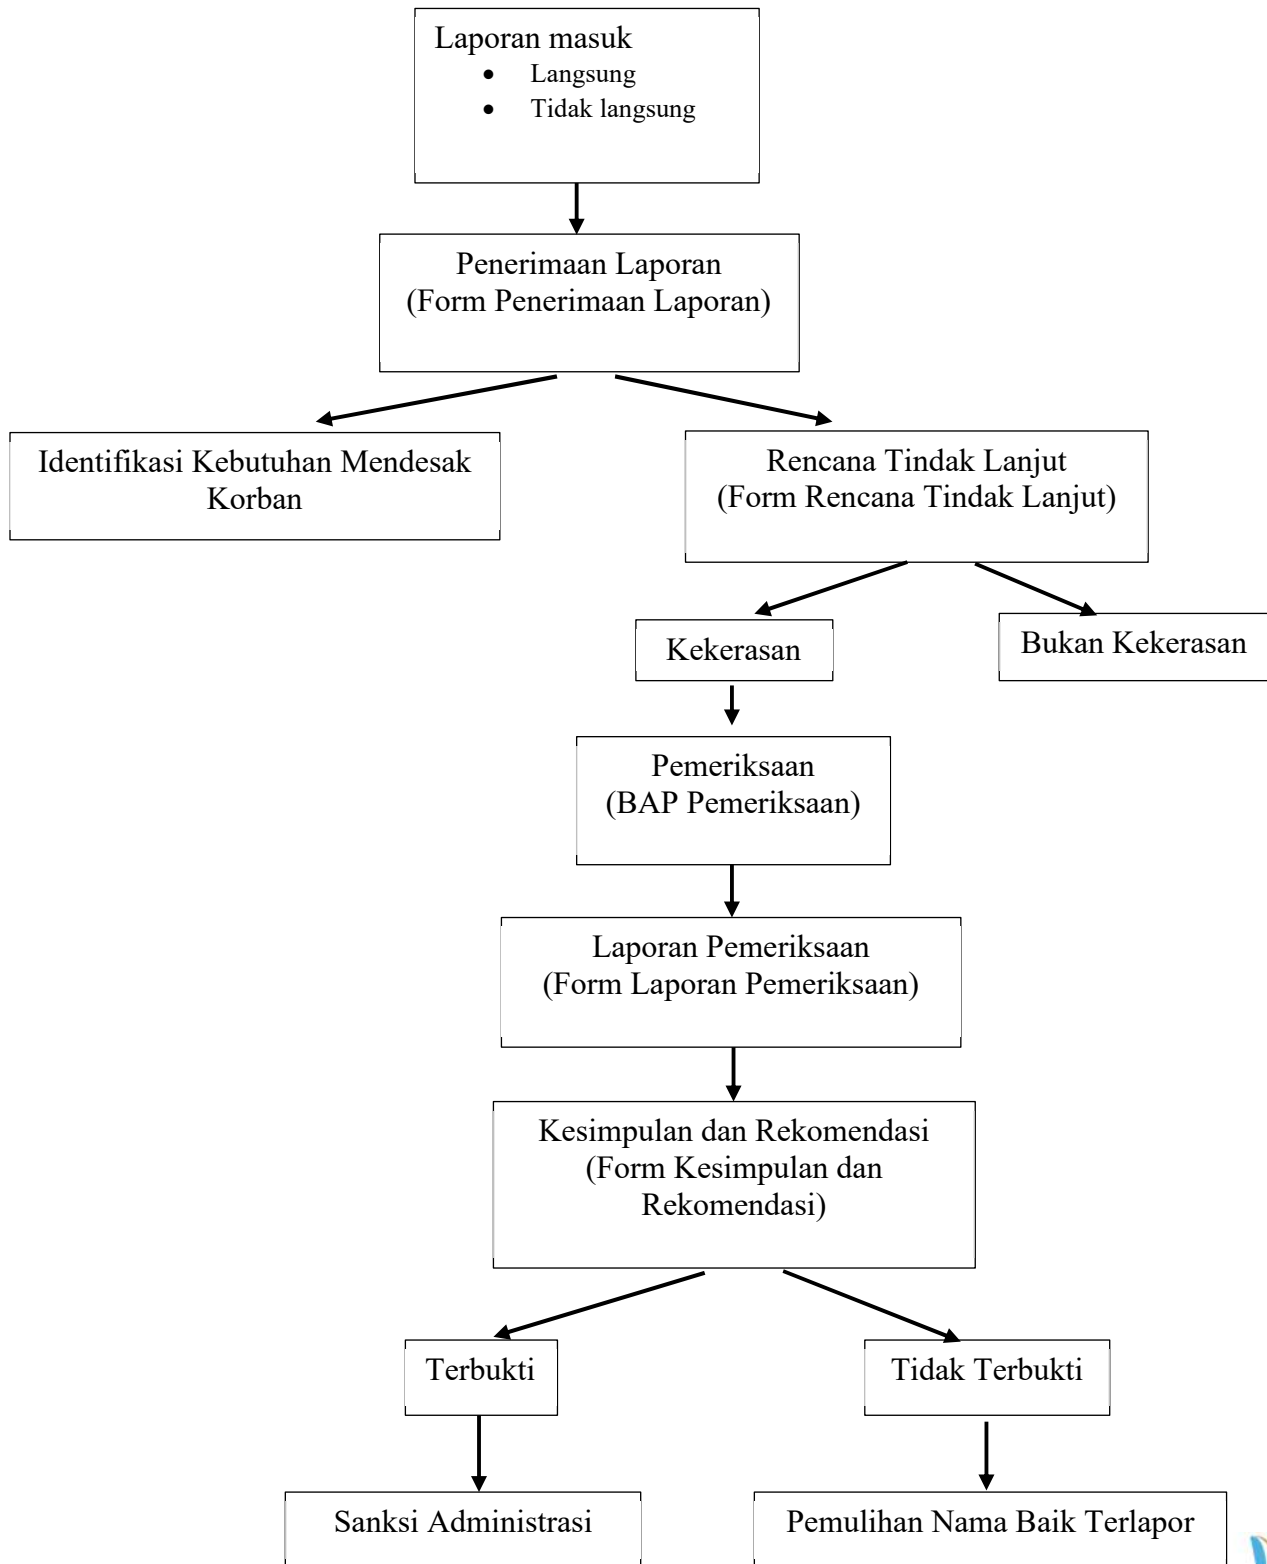 Laporan masuk
• Langsung
• Tidak langsung
Penerimaan Laporan
(Form Penerimaan Laporan)
Identifikasi Kebutuhan Mendesak
Korban
Rencana Tindak Lanjut
(Form Rencana Tindak Lanjut)
Kekerasan
Bukan Kekerasan
Pemeriksaan
(BAP Pemeriksaan)
Laporan Pemeriksaan
(Form Laporan Pemeriksaan)
Kesimpulan dan Rekomendasi
(Form Kesimpulan dan
Rekomendasi)
Terbukti
Tidak Terbukti
Sanksi Administrasi
Pemulihan Nama Baik Terlapor